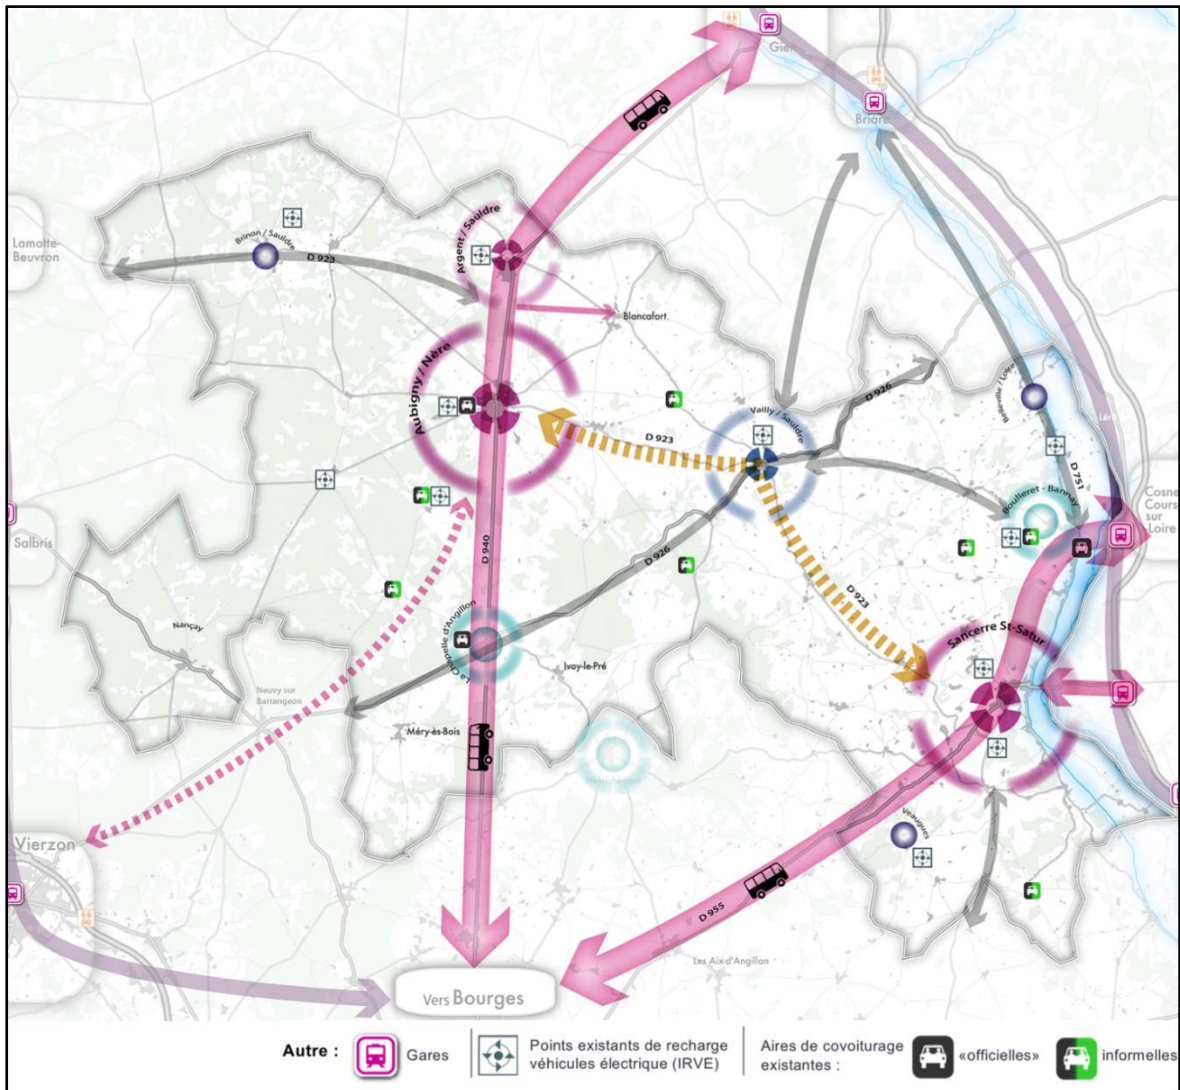 Gien
Briare
Lamotte-
Beuvron
Brinon / Sauldre
D 923
Argent / Sauldre
Blancafort
Aubigny / Nère
D 923
Vailly / Sauldre
D 926
Belleville / Loire
D 751
Boulleret - Bannay
Cosne
Cours
sur
-Loire
Salbris
D 940
D 926
D 923
Nançay
La Chapelle d'Angillon
Ivoy-le-Pré
Sancerre St-Satur
Neuvy sur
Barrangeon
Méry-ès-Bois
Veaugues
Vierzon
D 955
Les Aix-d'Angillon
Vers Bourges
Autre :
Gares
Points existants de recharge
véhicules électrique (IRVE)
Aires de covoiturage
existantes :
«officielles»
informelles